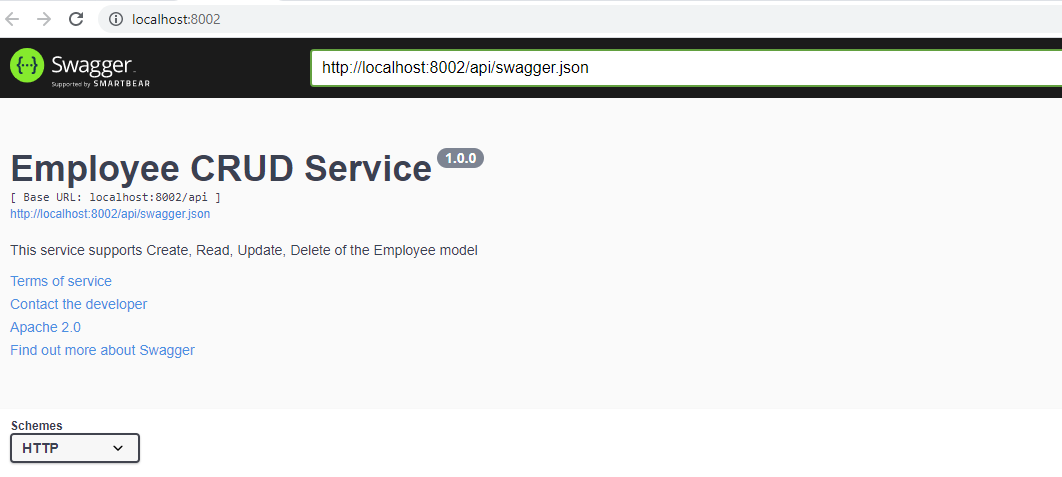 localhost:8002
Swagger
Supported by SMARTBEAR
http://localhost:8002/api/swagger.json
Employee CRUD Service 1.0.0
[ Base URL: localhost:8002/api ]
http://localhost:8002/api/swagger.json
This service supports Create, Read, Update, Delete of the Employee model
Terms of service
Contact the developer
Apache 2.0
Find out more about Swagger
Schemes
HTTP